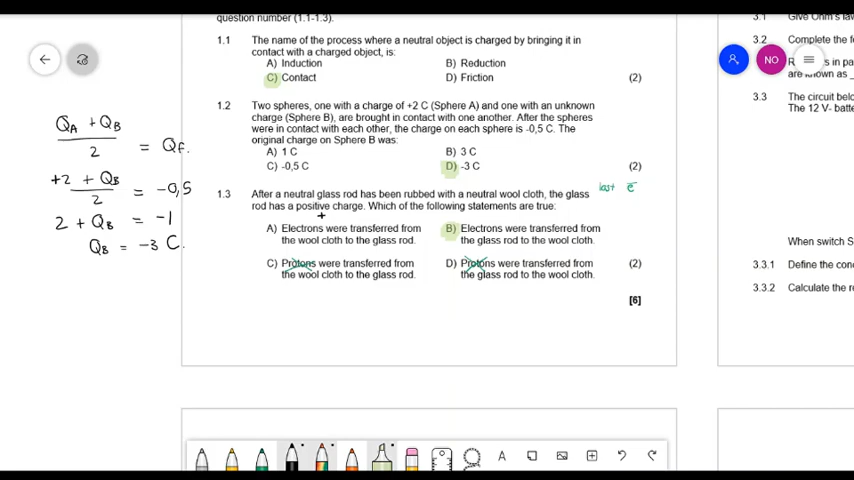 question number (1.1-1.3).
1.1 The name of the process where a neutral object is charged by bringing it in
contact with a charged object, is:
A) Induction B) Reduction
C) Contact D) Friction (2)
1.2 Two spheres, one with a charge of +2 C (Sphere A) and one with an unknown
charge (Sphere B), are brought in contact with one another. After the spheres
were in contact with each other, the charge on each sphere is -0,5 C. The
original charge on Sphere B was:
A) 1 C B) 3 C
C) -0,5 C D) -3 C (2)
lost e̅
1.3 After a neutral glass rod has been rubbed with a neutral wool cloth, the glass
rod has a positive charge. Which of the following statements are true:
+
A) Electrons were transferred from
the wool cloth to the glass rod.
B) Electrons were transferred from
the glass rod to the wool cloth.
C) Protons were transferred from
the wool cloth to the glass rod.
D) Protons were transferred from
the glass rod to the wool cloth. (2)
[6]
QA + QB
2
= Qf.
+2 + QB
2
= -0,5
2 + QB = -1
QB = -3 C.
NO
3.1 Give Ohm's la
3.2 Complete the f
s in pa
are known as
3.3 The circuit bel
The 12 V- batte
When switch S
3.3.1 Define the con
3.3.2 Calculate the r
A